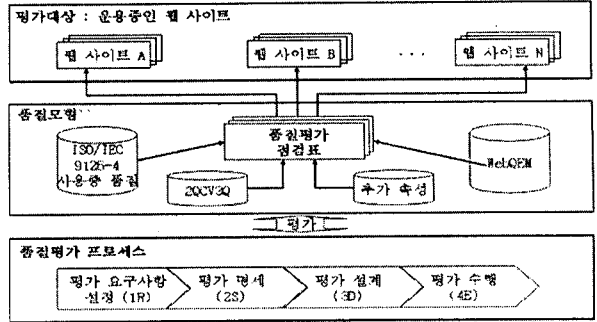 평가대상 : 운용중인 웹 사이트
웹 사이트 A
웹 사이트 B
...
웹 사이트 N
품질모형
ISO/IEC
9126-4
사용중 품질
품질평가
점검표
WebQEM
2QCV3Q
추가 속성
평가
품질평가 프로세스
평가 요구사항
설정 (1R)
평가 명세
(2S)
평가 설계
(3D)
평가 수행
(4E)